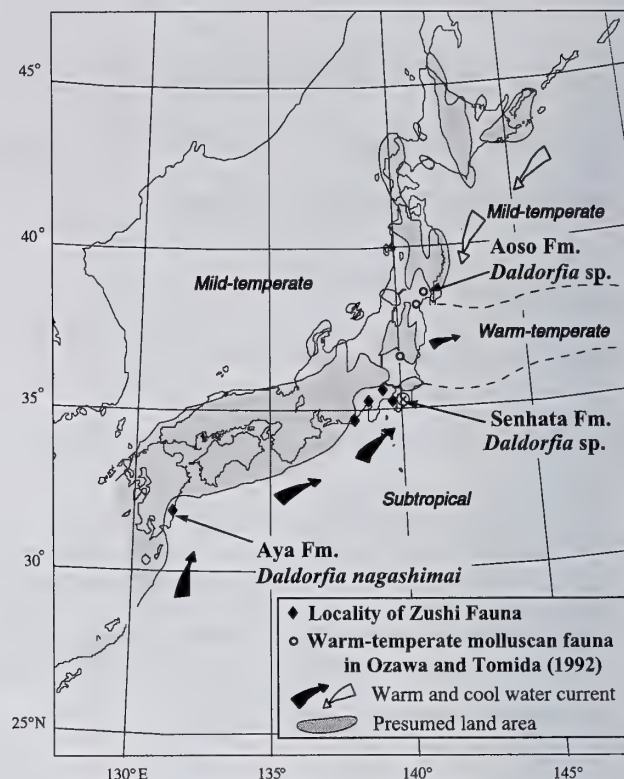 45°
Mild-temperate
40°
Aoso Fm.
Daldorfia sp.
Mild-temperate
Warm-temperate
35°
Senhata Fm.
Daldorfia sp.
Subtropical
Aya Fm.
Daldorfia nagashimai
30°
Locality of Zushi Fauna
Warm-temperate molluscan fauna
in Ozawa and Tomida (1992)
Warm and cool water current
Presumed land area
25°N
130°E
135°
140°
145°